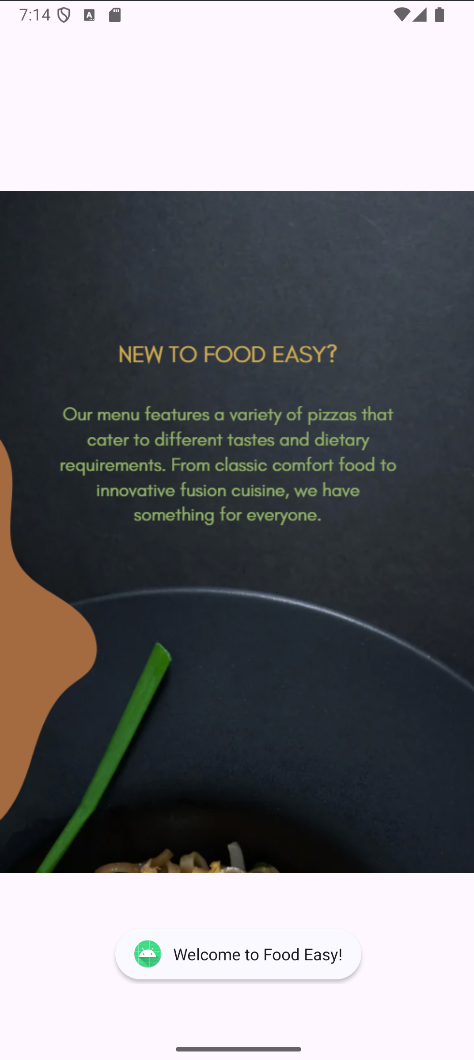 7:14
A
NEW TO FOOD EASY?
Our menu features a variety of pizzas that
cater to different tastes and dietary
requirements. From classic comfort food to
innovative fusion cuisine, we have
something for everyone.
Welcome to Food Easy!